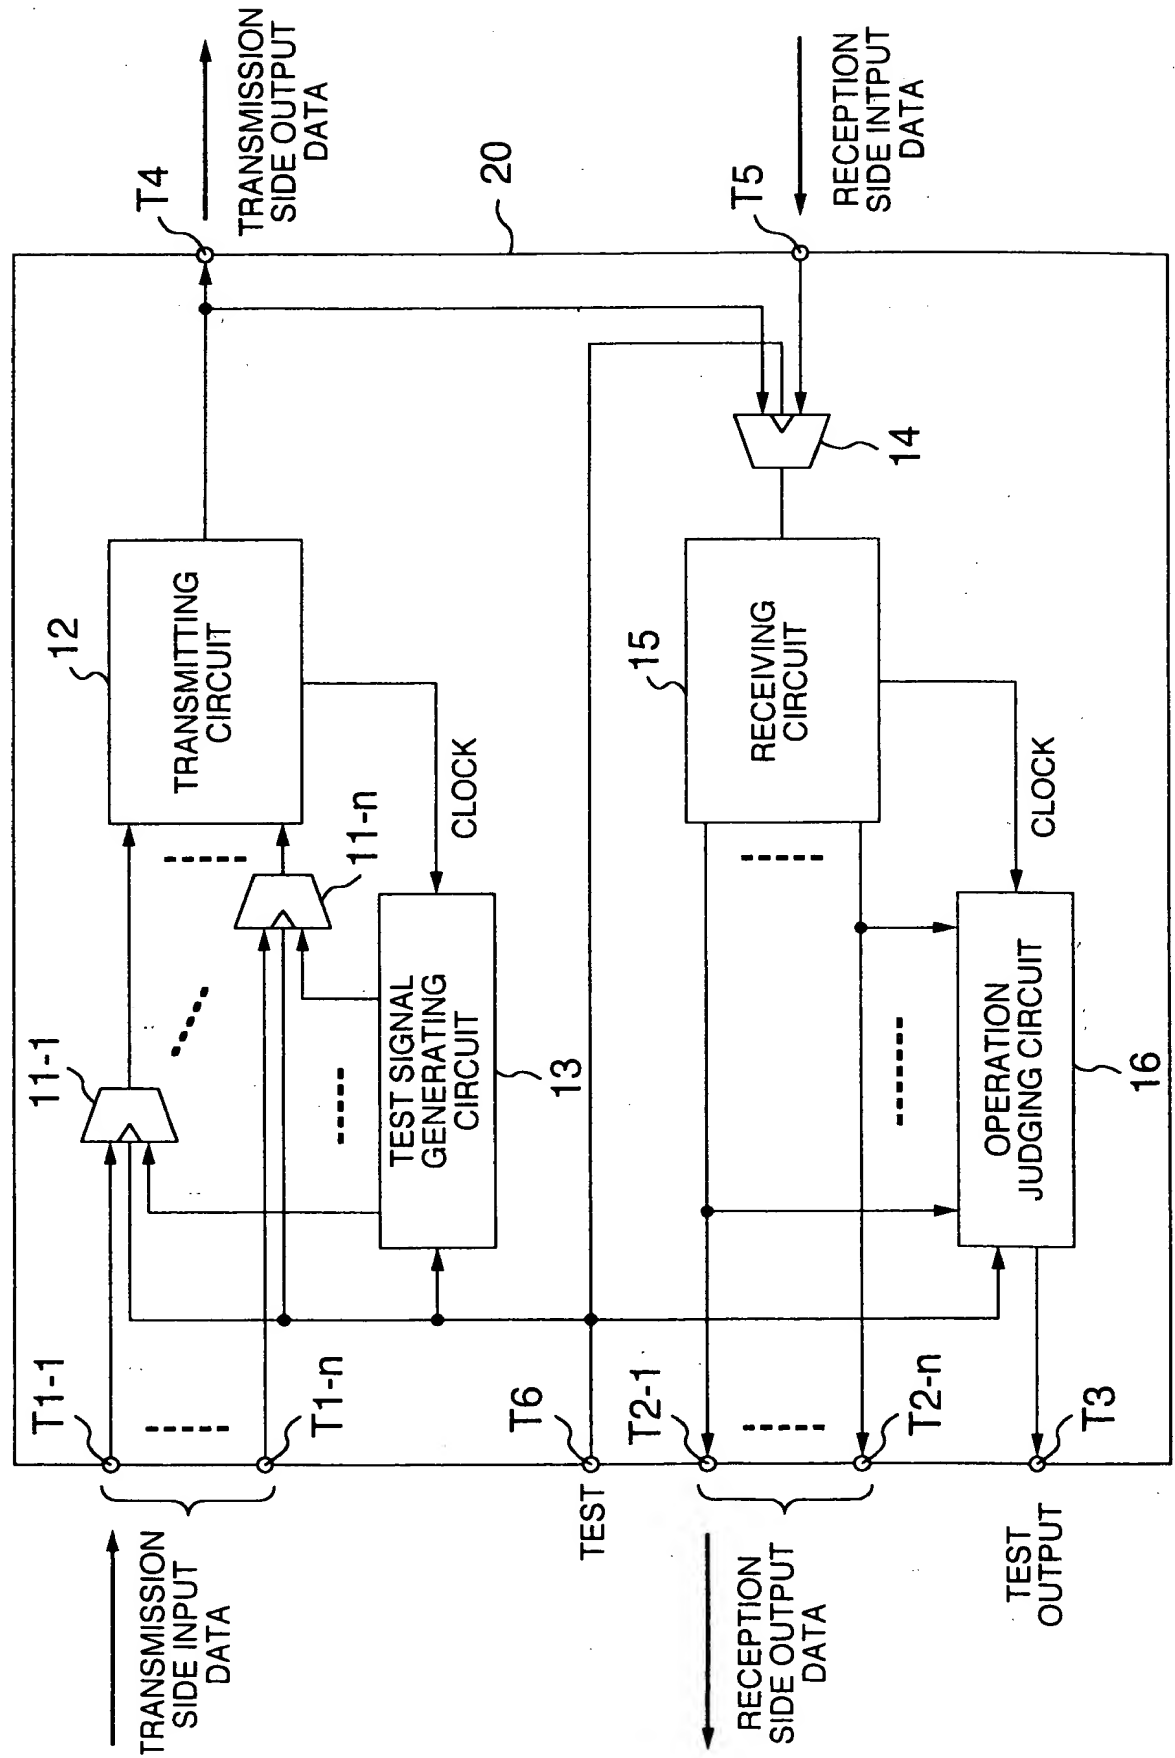 TRANSMISSION
SIDE INPUT
DATA
T1-1
T1-n
11-1
11-n
12
TRANSMITTING
CIRCUIT
CLOCK
TEST SIGNAL
GENERATING
CIRCUIT
13
T4
TRANSMISSION
SIDE OUTPUT
DATA
20
TEST
T6
RECEPTION
SIDE OUTPUT
DATA
T2-1
T2-n
15
RECEIVING
CIRCUIT
14
T5
RECEPTION
SIDE INTPUT
DATA
CLOCK
OPERATION
JUDGING CIRCUIT
16
T3
TEST
OUTPUT